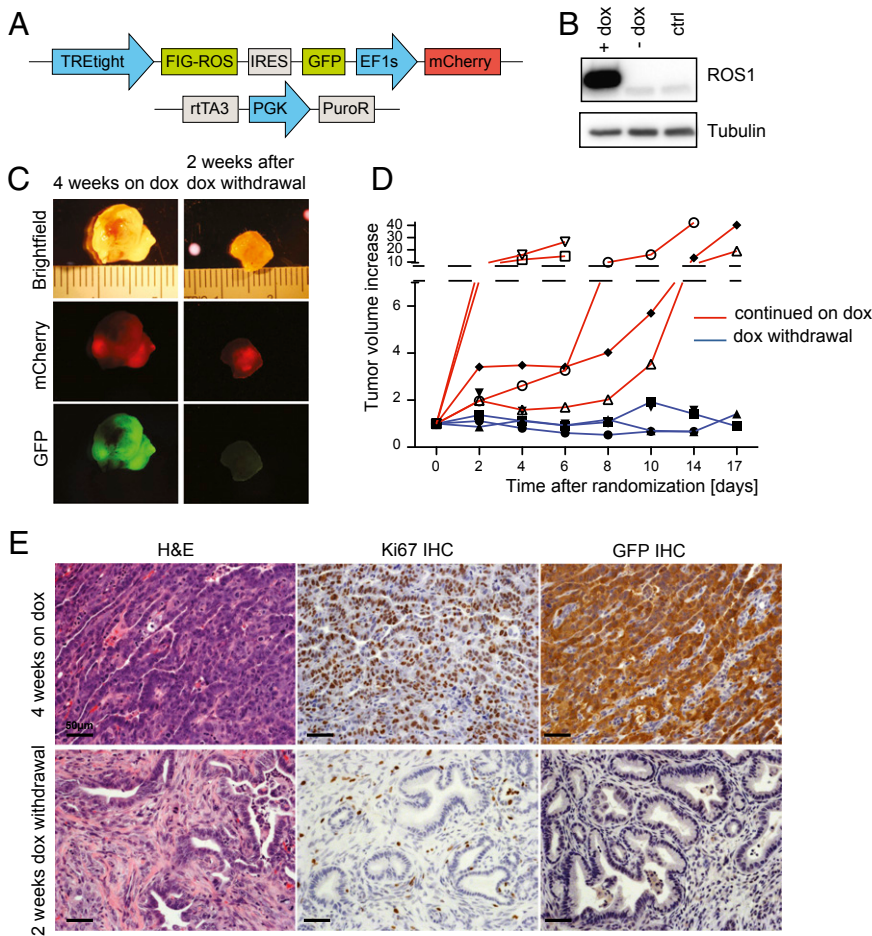 A
TREtight FIG-ROS IRES GFP EF1s mCherry
rtTA3 PGK PuroR
B
+ dox - dox ctrl
ROS1
Tubulin
C
4 weeks on dox
2 weeks after
dox withdrawal
Brightfield
mCherry
GFP
D
Tumor volume increase
40
30
20
10
6
4
2
0
continued on dox
dox withdrawal
0 2 4 6 8 10 14 17
Time after randomization [days]
E
H&E Ki67 IHC GFP IHC
4 weeks on dox
50μm
2 weeks dox withdrawal